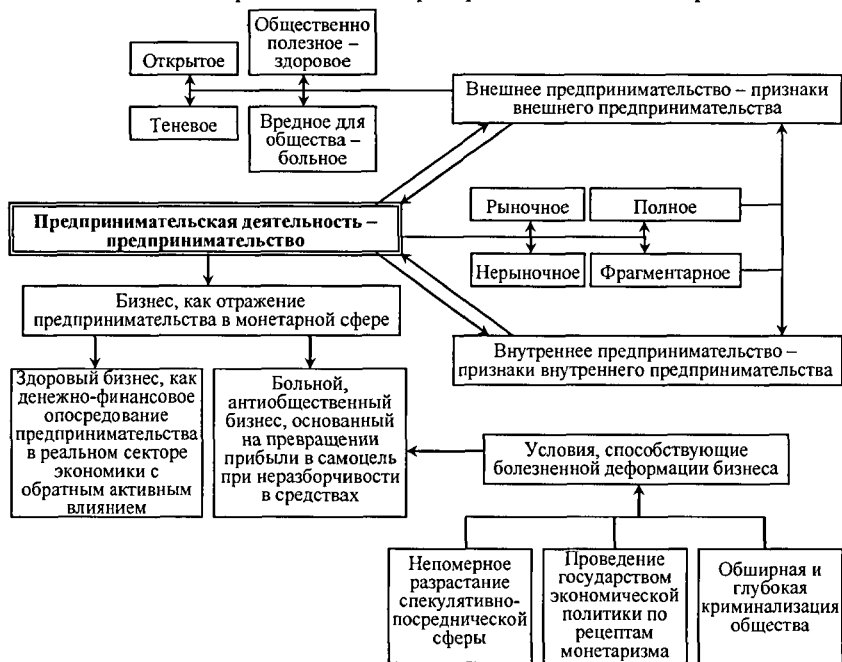 Общественно
полезное –
здоровое
Открытое
Теневое
Вредное для
общества –
больное
Внешнее предпринимательство – признаки
внешнего предпринимательства
Предпринимательская деятельность –
предпринимательство
Рыночное
Полное
Нерыночное
Фрагментарное
Бизнес, как отражение
предпринимательства в монетарной сфере
Внутреннее предпринимательство –
признаки внутреннего предпринимательства
Здоровый бизнес, как
денежно-финансовое
опосредование
предпринимательства
в реальном секторе
экономики с
обратным активным
влиянием
Больной,
антиобщественный
бизнес, основанный
на превращении
прибыли в самоцель
при неразборчивости
в средствах
Условия, способствующие
болезненной деформации бизнеса
Непомерное
разрастание
спекулятивно-
посреднической
сферы
Проведение
государством
экономической
политики по
рецептам
монетаризма
Обширная и
глубокая
криминализация
общества